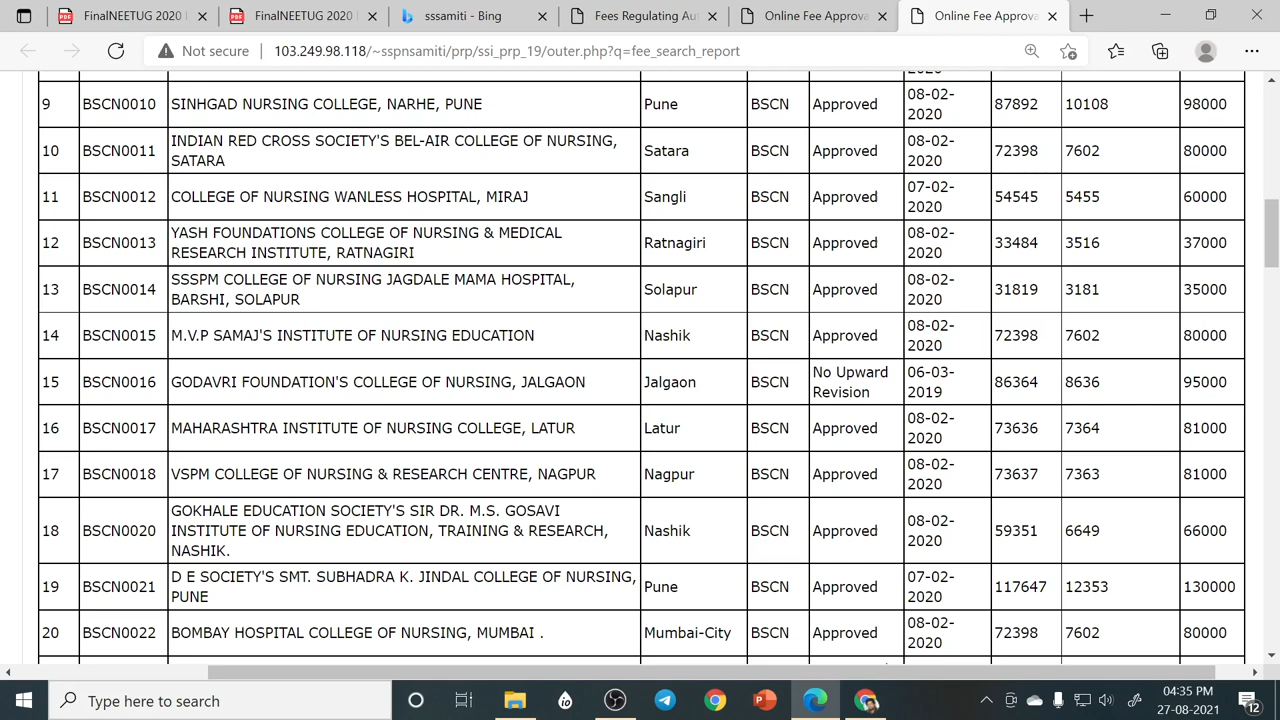 FinalNEETUG 2020
FinalNEETUG 2020
sssamiti - Bing
Fees Regulating Au
Online Fee Approva
Online Fee Approva
Not secure
103.249.98.118/~sspnsamiti/prp/ssi_prp_19/outer.php?q=fee_search_report
9 BSCN0010 SINHGAD NURSING COLLEGE, NARHE, PUNE Pune BSCN Approved 08-02-
2020 87892 10108 98000
10 BSCN0011 INDIAN RED CROSS SOCIETY'S BEL-AIR COLLEGE OF NURSING,
SATARA Satara BSCN Approved 08-02-
2020 72398 7602 80000
11 BSCN0012 COLLEGE OF NURSING WANLESS HOSPITAL, MIRAJ Sangli BSCN Approved 07-02-
2020 54545 5455 60000
12 BSCN0013 YASH FOUNDATIONS COLLEGE OF NURSING & MEDICAL
RESEARCH INSTITUTE, RATNAGIRI Ratnagiri BSCN Approved 08-02-
2020 33484 3516 37000
13 BSCN0014 SSSPM COLLEGE OF NURSING JAGDALE MAMA HOSPITAL,
BARSHI, SOLAPUR Solapur BSCN Approved 08-02-
2020 31819 3181 35000
14 BSCN0015 M.V.P SAMAJ'S INSTITUTE OF NURSING EDUCATION Nashik BSCN Approved 08-02-
2020 72398 7602 80000
15 BSCN0016 GODAVRI FOUNDATION'S COLLEGE OF NURSING, JALGAON Jalgaon BSCN No Upward
Revision 06-03-
2019 86364 8636 95000
16 BSCN0017 MAHARASHTRA INSTITUTE OF NURSING COLLEGE, LATUR Latur BSCN Approved 08-02-
2020 73636 7364 81000
17 BSCN0018 VSPM COLLEGE OF NURSING & RESEARCH CENTRE, NAGPUR Nagpur BSCN Approved 08-02-
2020 73637 7363 81000
18 BSCN0020 GOKHALE EDUCATION SOCIETY'S SIR DR. M.S. GOSAVI
INSTITUTE OF NURSING EDUCATION, TRAINING & RESEARCH,
NASHIK. Nashik BSCN Approved 08-02-
2020 59351 6649 66000
19 BSCN0021 D E SOCIETY'S SMT. SUBHADRA K. JINDAL COLLEGE OF NURSING,
PUNE Pune BSCN Approved 07-02-
2020 117647 12353 130000
20 BSCN0022 BOMBAY HOSPITAL COLLEGE OF NURSING, MUMBAI . Mumbai-City BSCN Approved 08-02-
2020 72398 7602 80000
Type here to search
04:35 PM
27-08-2021
12